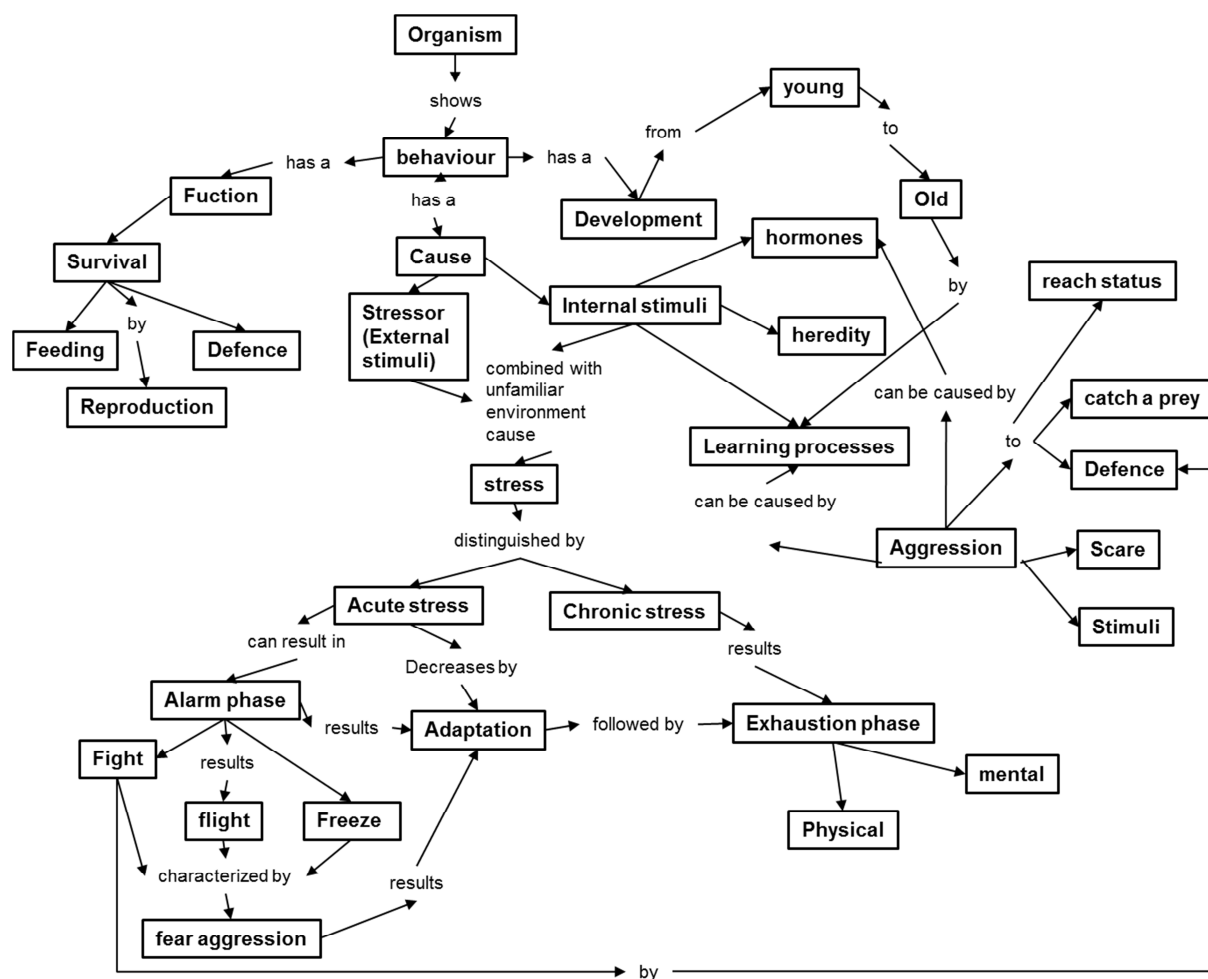 Organism
shows
young
from
to
has a
behaviour
has a
Fuction
has a
Development
Old
hormones
Survival
Cause
by
reach status
Stressor
(External
stimuli)
Internal stimuli
by
heredity
Feeding
Defence
combined with
unfamiliar
environment
cause
can be caused by
catch a prey
Reproduction
to
Learning processes
Defence
stress
can be caused by
distinguished by
Aggression
Scare
Acute stress
Chronic stress
Stimuli
can result in
results
Decreases by
Alarm phase
results
Adaptation
followed by
Exhaustion phase
Fight
results
mental
flight
Freeze
Physical
characterized by
results
fear aggression
by